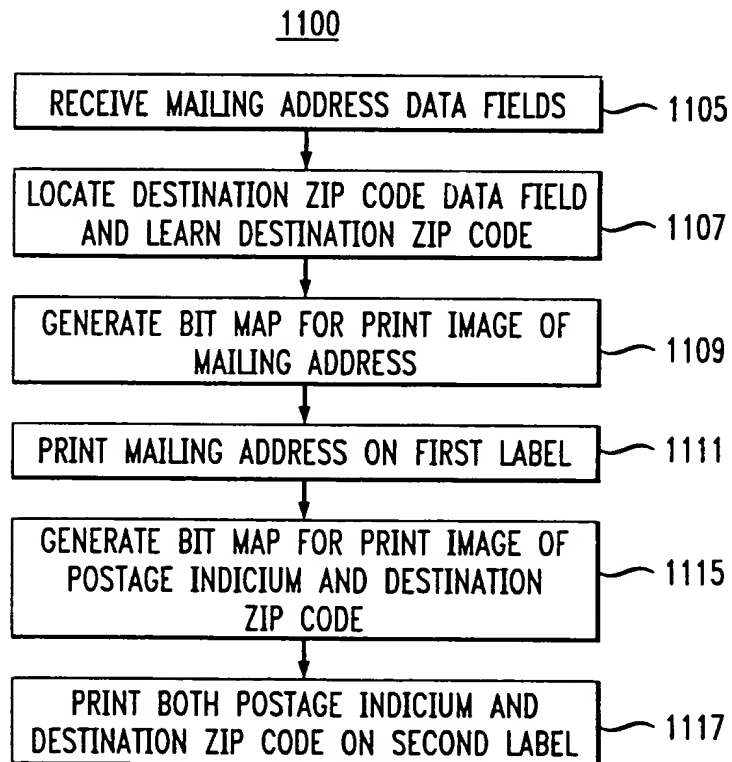 1100
RECEIVE MAILING ADDRESS DATA FIELDS
1105
LOCATE DESTINATION ZIP CODE DATA FIELD
AND LEARN DESTINATION ZIP CODE
1107
GENERATE BIT MAP FOR PRINT IMAGE OF
MAILING ADDRESS
1109
PRINT MAILING ADDRESS ON FIRST LABEL
1111
GENERATE BIT MAP FOR PRINT IMAGE OF
POSTAGE INDICIUM AND DESTINATION
ZIP CODE
1115
PRINT BOTH POSTAGE INDICIUM AND
DESTINATION ZIP CODE ON SECOND LABEL
1117